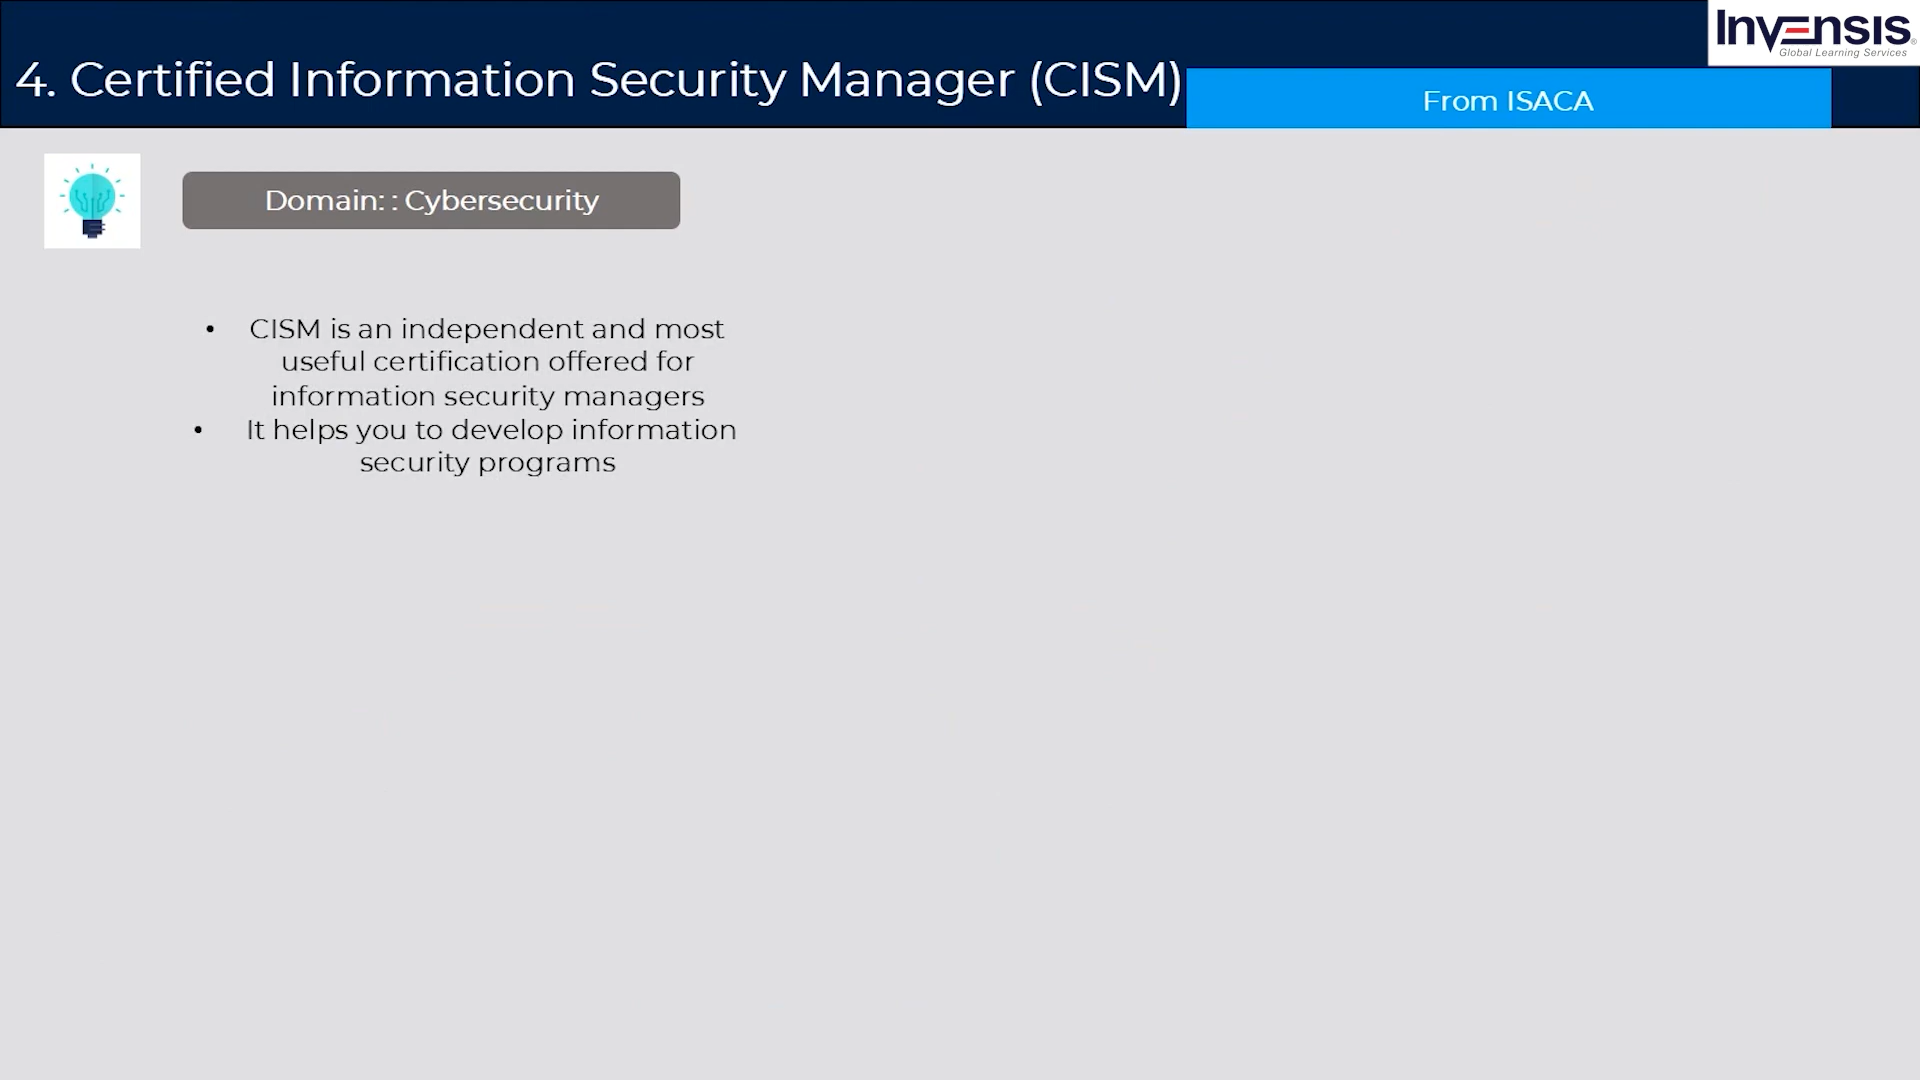 Invensis
Global Learning Services
4. Certified Information Security Manager (CISM)
From ISACA
Domain: : Cybersecurity
• CISM is an independent and most
useful certification offered for
information security managers
• It helps you to develop information
security programs